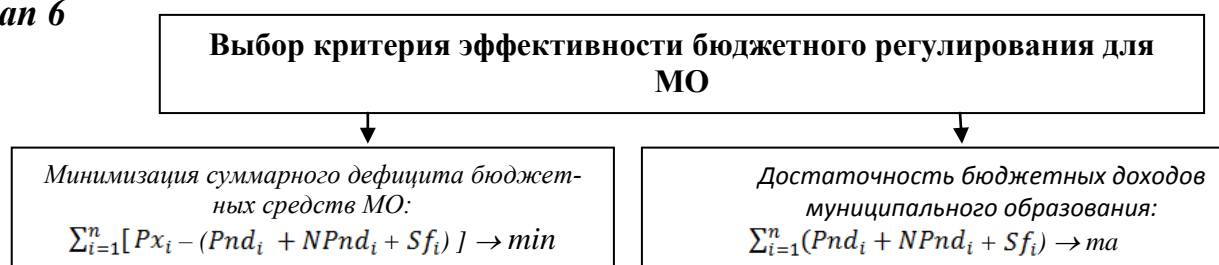 ап 6
Выбор критерия эффективности бюджетного регулирования для
МО
Минимизация суммарного дефицита бюджет-
ных средств МО:
∑ⁿᵢ₌₁[ Pxᵢ – (Pndᵢ + NPndᵢ + Sfᵢ) ] → min
Достаточность бюджетных доходов
муниципального образования:
∑ⁿᵢ₌₁(Pndᵢ + NPndᵢ + Sfᵢ) → ma